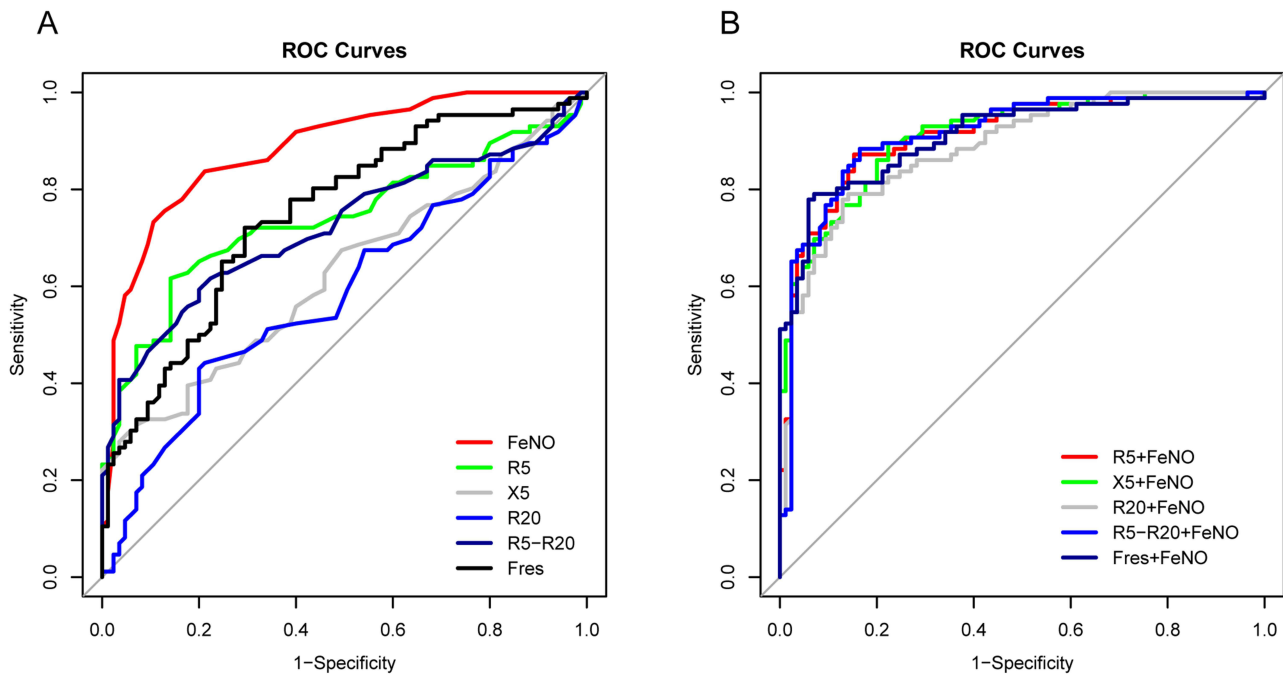 A
ROC Curves
Sensitivity
1.0
0.8
0.6
0.4
0.2
0.0
FeNO
R5
X5
R20
R5−R20
Fres
0.0 0.2 0.4 0.6 0.8 1.0
1−Specificity
B
ROC Curves
Sensitivity
1.0
0.8
0.6
0.4
0.2
0.0
R5+FeNO
X5+FeNO
R20+FeNO
R5−R20+FeNO
Fres+FeNO
0.0 0.2 0.4 0.6 0.8 1.0
1−Specificity